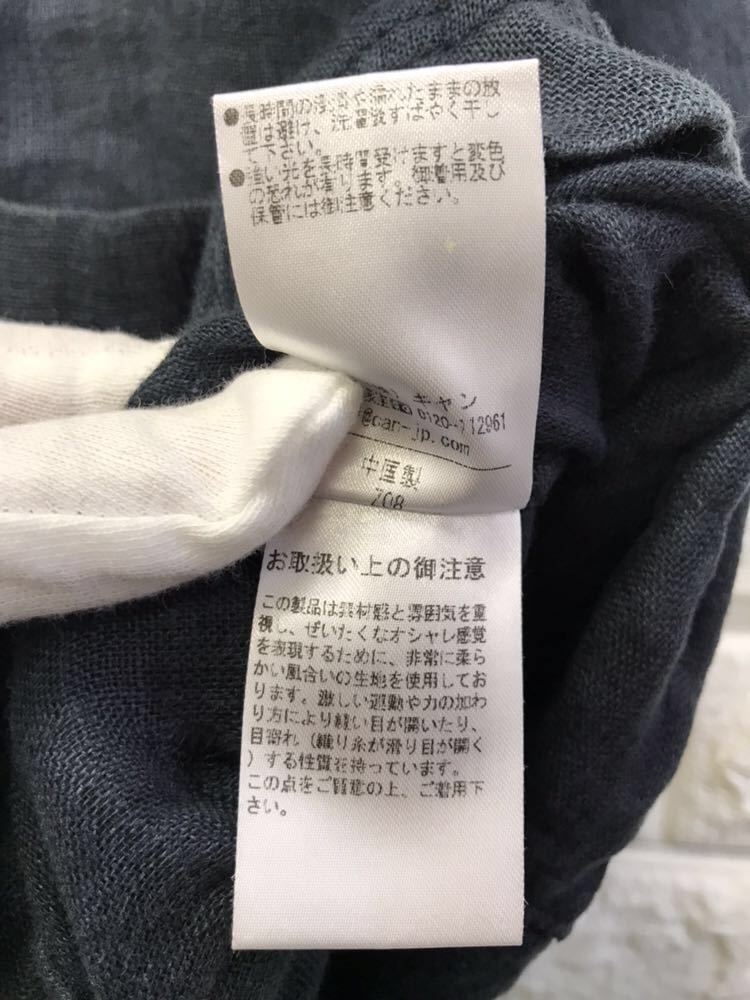 ●長時間の浸漬や濡れたままの放
置は避け、洗濯後すばやく干し
て下さい。
●強い光を長時間受けますと変色
の恐れが有ります。御着用及び
保管には御注意ください。
キャン
0120- 12961
@can-jp.com
中国製
708
お取扱い上の御注意
この製品は素材感と雰囲気を重
視し、ぜいたくなオシャレ感覚
を表現するために、非常に柔ら
かい風合いの生地を使用してお
ります。激しい運動や力の加わ
り方により縫い目が開いたり、
目寄れ（織り糸が滑り目が開く
）する性質を持っています。
この点をご留意の上、ご着用下
さい。